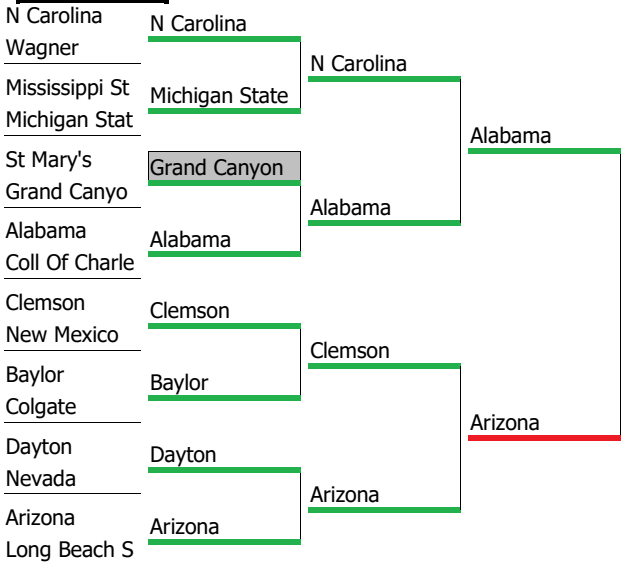 N Carolina
Wagner
Mississippi St
Michigan Stat
St Mary's
Grand Canyo
Alabama
Coll Of Charle
Clemson
New Mexico
Baylor
Colgate
Dayton
Nevada
Arizona
Long Beach S
N Carolina
Michigan State
Grand Canyon
Alabama
Clemson
Baylor
Dayton
Arizona
N Carolina
Alabama
Clemson
Arizona
Alabama
Arizona